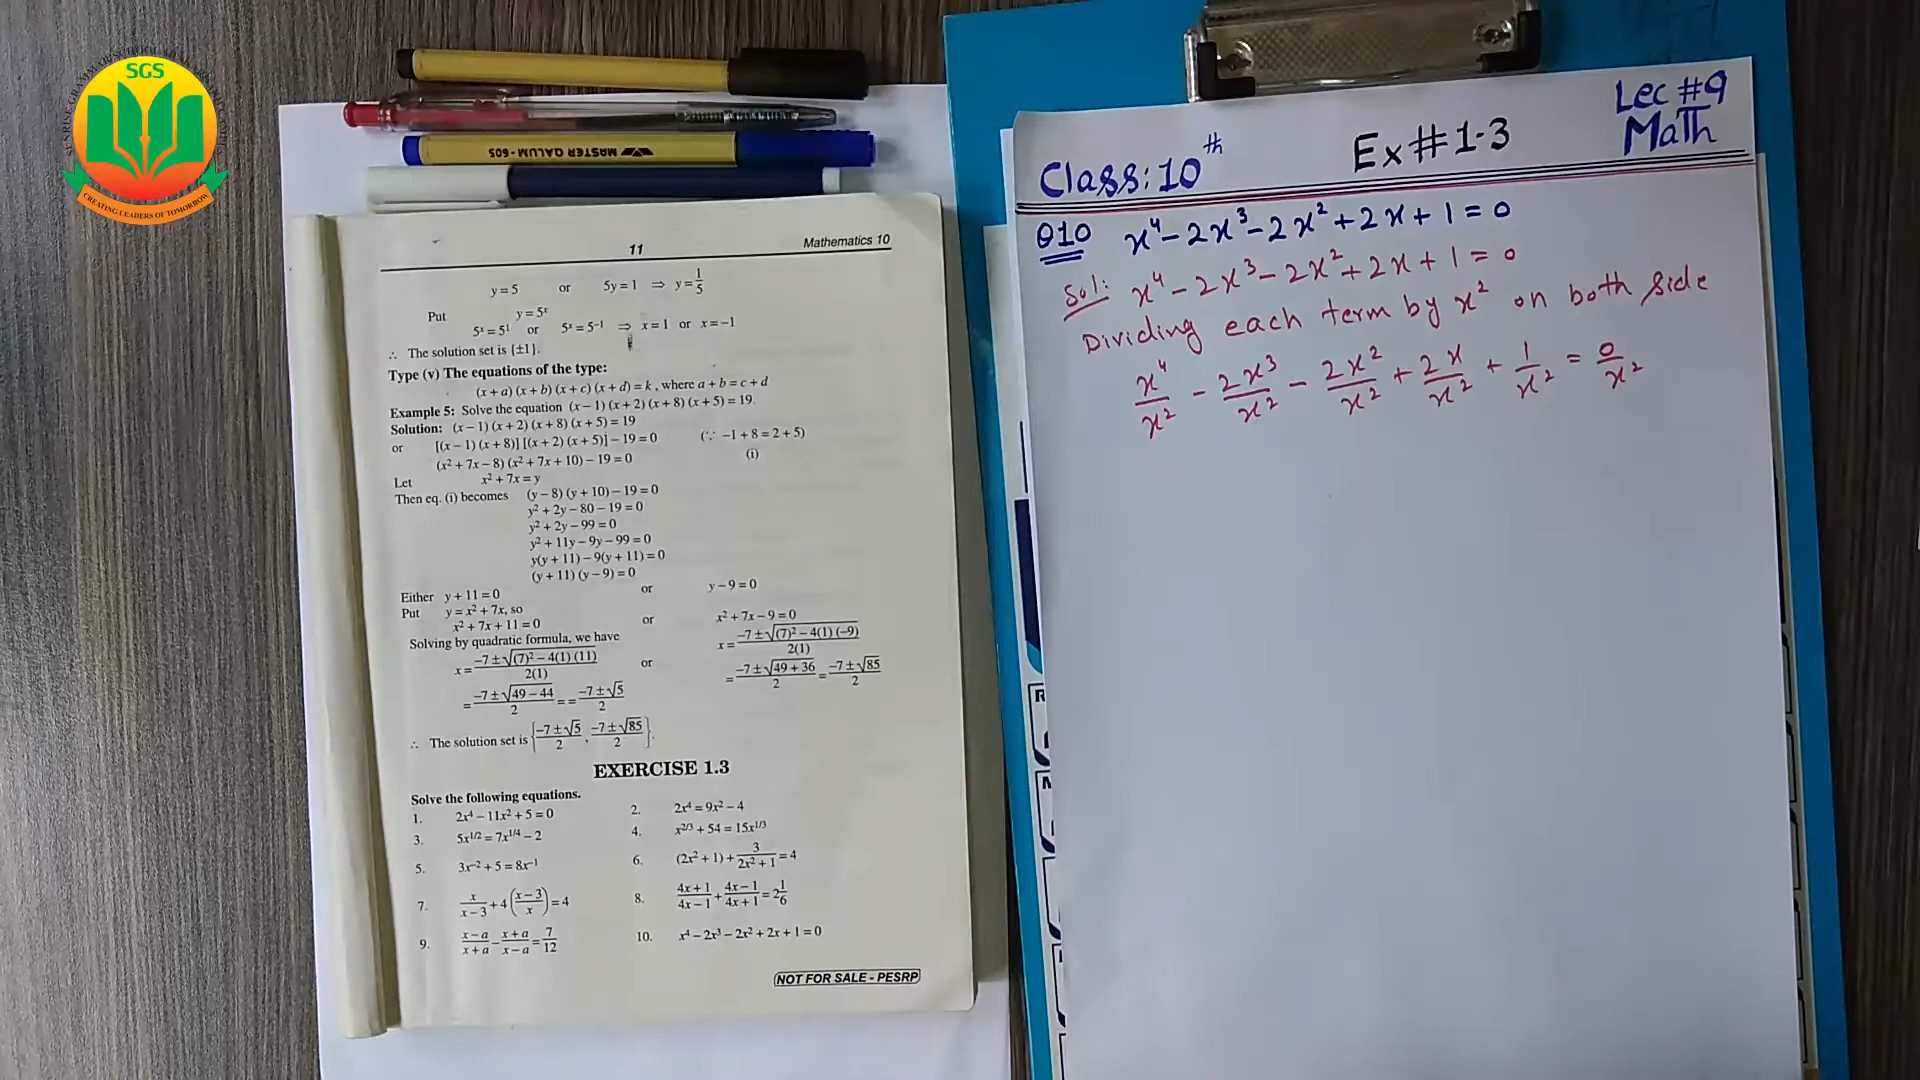 SUNRISE GRAMMAR SCHOOL
SGS
CREATING LEADERS OF TOMORROW
MASTER QALUM - 605
11 Mathematics 10
y = 5 or 5y = 1 ⇒ y = 1/5
Put y = 5ˣ
5ˣ = 5¹ or 5ˣ = 5⁻¹ ⇒ x = 1 or x = −1
∴ The solution set is {±1}.
Type (v) The equations of the type:
(x + a) (x + b) (x + c) (x + d) = k , where a + b = c + d
Example 5: Solve the equation (x − 1) (x + 2) (x + 8) (x + 5) = 19.
Solution: (x − 1) (x + 2) (x + 8) (x + 5) = 19
or [(x − 1) (x + 8)] [(x + 2) (x + 5)] − 19 = 0 (∵ −1 + 8 = 2 + 5)
(x² + 7x − 8) (x² + 7x + 10) − 19 = 0 (i)
Let x² + 7x = y
Then eq. (i) becomes (y − 8) (y + 10) − 19 = 0
y² + 2y − 80 − 19 = 0
y² + 2y − 99 = 0
y² + 11y − 9y − 99 = 0
y(y + 11) − 9(y + 11) = 0
(y + 11) (y − 9) = 0
Either y + 11 = 0 or y − 9 = 0
Put y = x² + 7x, so
x² + 7x + 11 = 0 or x² + 7x − 9 = 0
Solving by quadratic formula, we have
x = (−7 ± √((7)² − 4(1) (11)))/2(1) or x = (−7 ± √((7)² − 4(1) (−9)))/2(1)
= (−7 ± √(49 − 44))/2 = = (−7 ± √5)/2 = (−7 ± √(49 + 36))/2 = (−7 ± √85)/2
∴ The solution set is {(−7 ± √5)/2 , (−7 ± √85)/2}.
EXERCISE 1.3
Solve the following equations.
1. 2x⁴ − 11x² + 5 = 0 2. 2x⁴ = 9x² − 4
3. 5x^1/2 = 7x^1/4 − 2 4. x^2/3 + 54 = 15x^1/3
5. 3x⁻² + 5 = 8x⁻¹ 6. (2x² + 1) + 3/(2x² + 1) = 4
7. x/(x − 3) + 4 ((x − 3)/x) = 4 8. (4x + 1)/(4x − 1) + (4x − 1)/(4x + 1) = 2 1/6
9. (x − a)/(x + a) − (x + a)/(x − a) = 7/12 10. x⁴ − 2x³ − 2x² + 2x + 1 = 0
NOT FOR SALE - PESRP
Class: 10th Ex # 1.3 Lec #9
Math
Q10 x⁴ − 2x³ − 2x² + 2x + 1 = 0
Sol: x⁴ − 2x³ − 2x² + 2x + 1 = 0
Dividing each term by x² on both side
x⁴/x² − 2x³/x² − 2x²/x² + 2x/x² + 1/x² = 0/x²